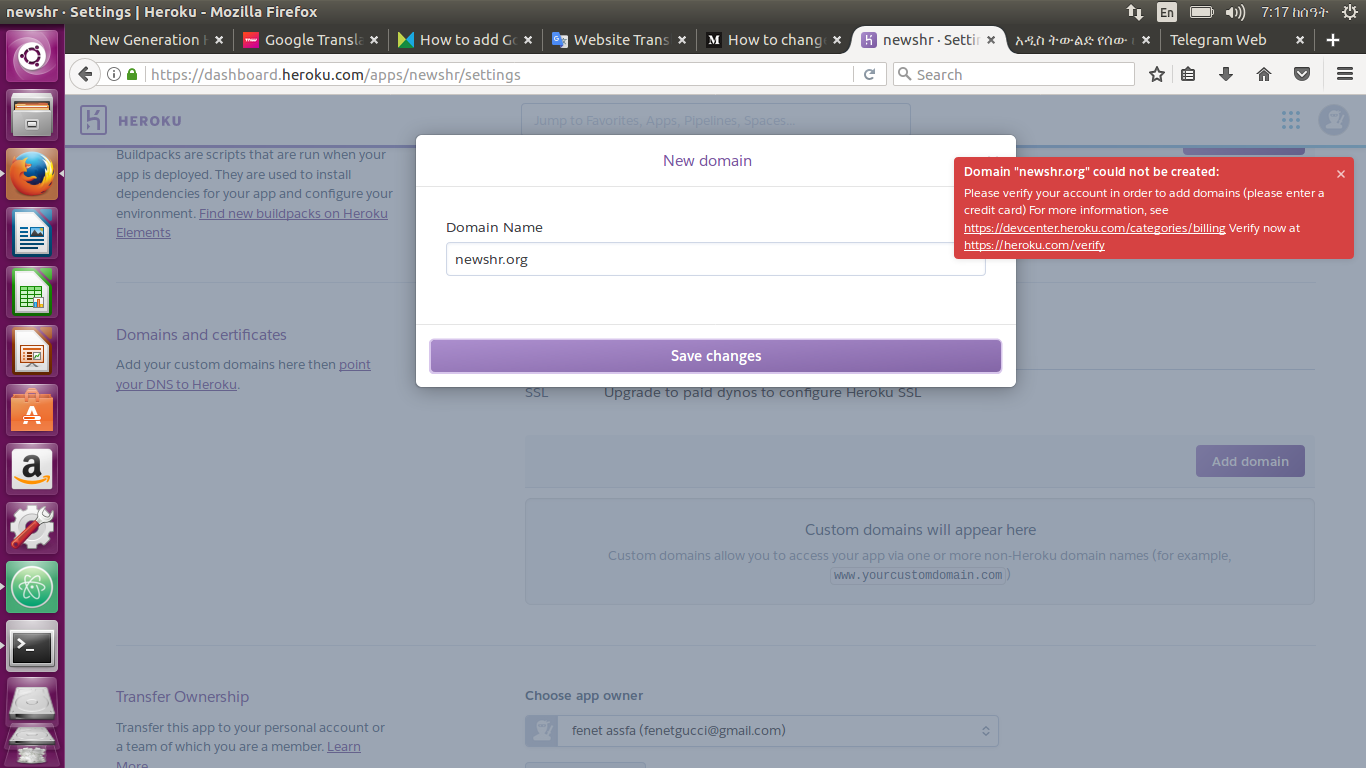 newshr · Settings | Heroku - Mozilla Firefox
En
7:17 ከሰዓት
New Generation
Google Transla
How to add Go
Website Trans
How to change
newshr · Settin
አዲስ ትውልድ የሰው
Telegram Web
https://dashboard.heroku.com/apps/newshr/settings
Search
HEROKU
Jump to Favorites, Apps, Pipelines, Spaces...
Buildpacks are scripts that are run when your
app is deployed. They are used to install
dependencies for your app and configure your
environment. Find new buildpacks on Heroku
Elements
New domain
Domain Name
newshr.org
Save changes
Domain "newshr.org" could not be created:
Please verify your account in order to add domains (please enter a
credit card) For more information, see
https://devcenter.heroku.com/categories/billing Verify now at
https://heroku.com/verify
Domains and certificates
Add your custom domains here then point
your DNS to Heroku.
SSL
Upgrade to paid dynos to configure Heroku SSL
Add domain
Custom domains will appear here
Custom domains allow you to access your app via one or more non-Heroku domain names (for example,
www.yourcustomdomain.com )
Transfer Ownership
Transfer this app to your personal account or
a team of which you are a member. Learn
More.
Choose app owner
fenet assfa (fenetgucci@gmail.com)